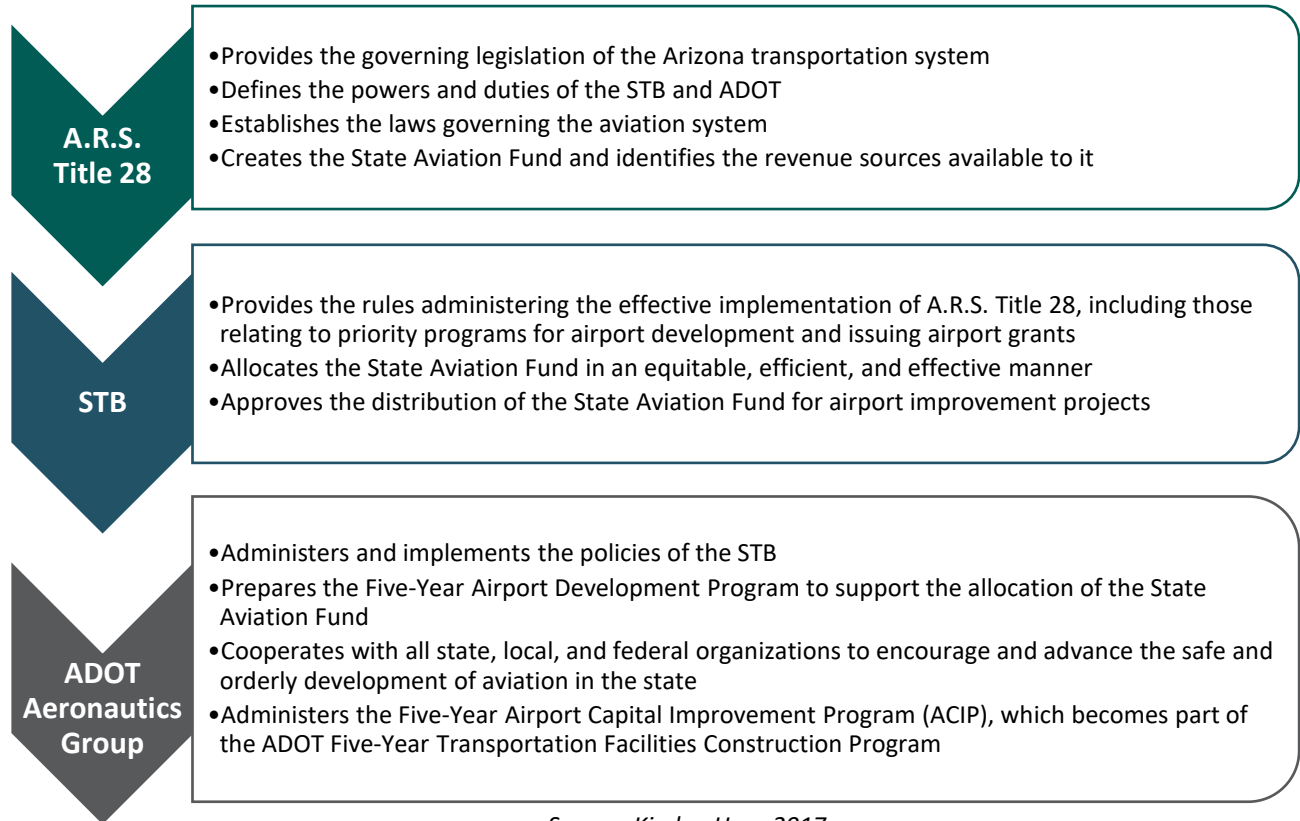 A.R.S.
Title 28
•Provides the governing legislation of the Arizona transportation system
•Defines the powers and duties of the STB and ADOT
•Establishes the laws governing the aviation system
•Creates the State Aviation Fund and identifies the revenue sources available to it
STB
•Provides the rules administering the effective implementation of A.R.S. Title 28, including those
relating to priority programs for airport development and issuing airport grants
•Allocates the State Aviation Fund in an equitable, efficient, and effective manner
•Approves the distribution of the State Aviation Fund for airport improvement projects
ADOT
Aeronautics
Group
•Administers and implements the policies of the STB
•Prepares the Five-Year Airport Development Program to support the allocation of the State
Aviation Fund
•Cooperates with all state, local, and federal organizations to encourage and advance the safe and
orderly development of aviation in the state
•Administers the Five-Year Airport Capital Improvement Program (ACIP), which becomes part of
the ADOT Five-Year Transportation Facilities Construction Program